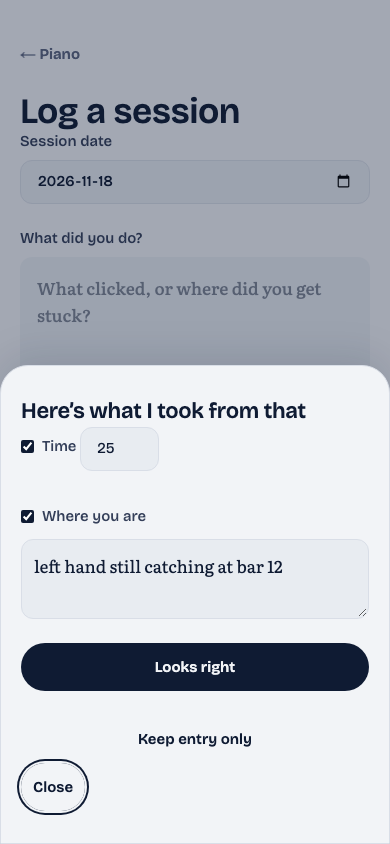 ← Piano
Log a session
Session date
2026-11-18
What did you do?
What clicked, or where did you get
stuck?
Here's what I took from that
Time 25
Where you are
left hand still catching at bar 12
Looks right
Keep entry only
Close